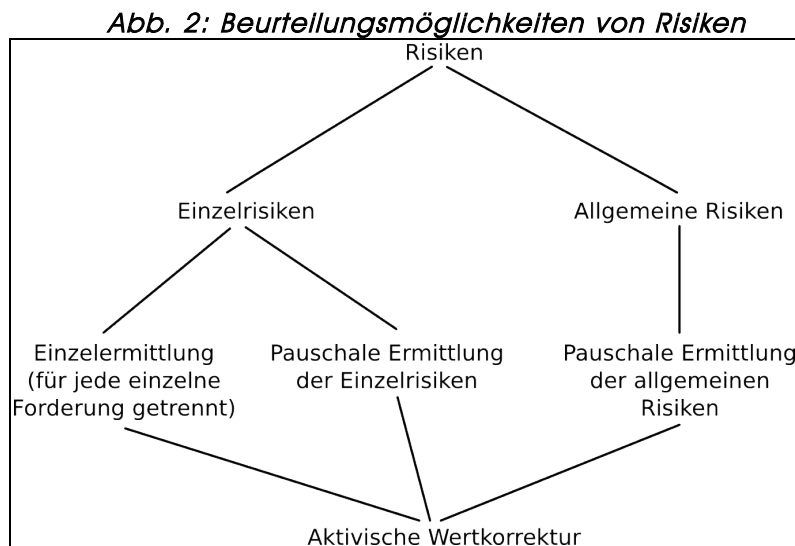 Abb. 2: Beurteilungsmöglichkeiten von Risiken
Risiken
Einzelrisiken
Allgemeine Risiken
Einzelermittlung
(für jede einzelne
Forderung getrennt)
Pauschale Ermittlung
der Einzelrisiken
Pauschale Ermittlung
der allgemeinen
Risiken
Aktivische Wertkorrektur